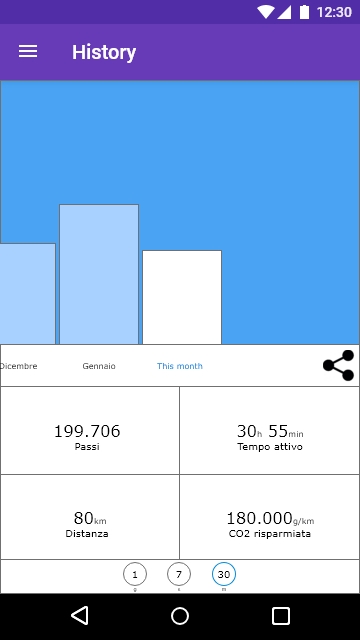 12:30
History
Dicembre Gennaio This month
199.706
Passi
30h 55min
Tempo attivo
80km
Distanza
180.000g/km
CO2 risparmiata
1 7 30
g s m